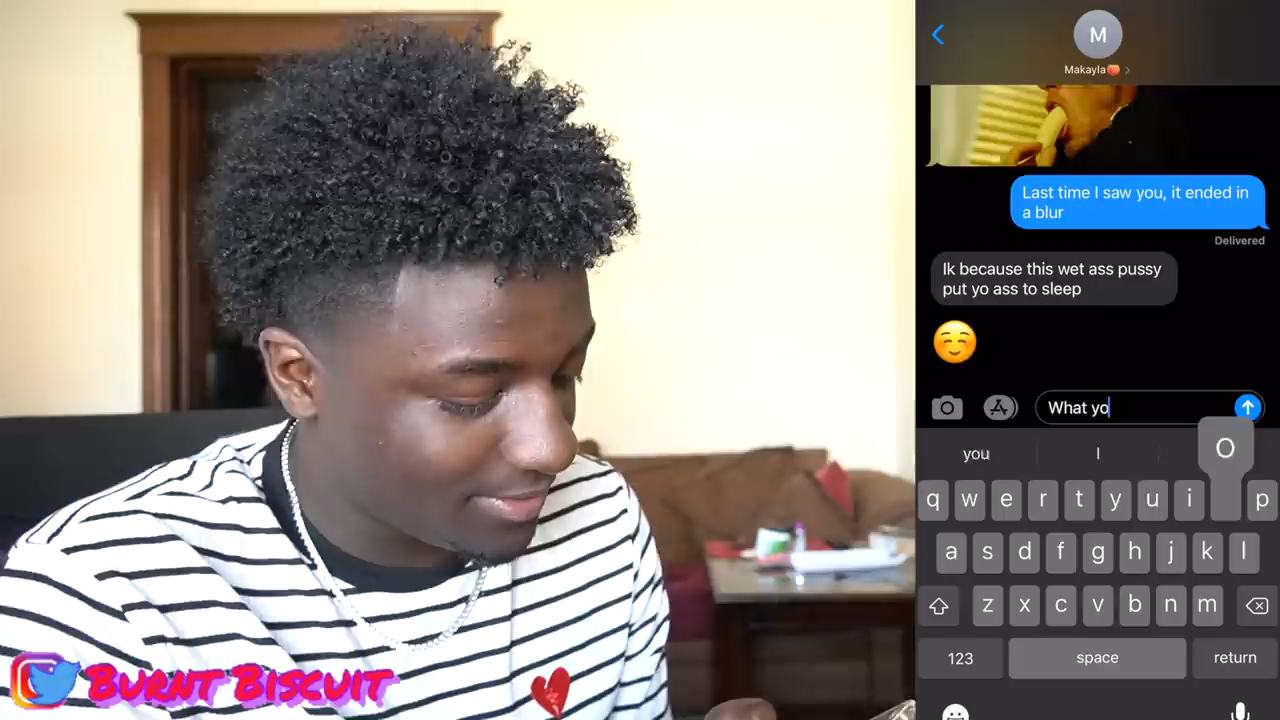 M
Makayla🍑 >
Last time I saw you, it ended in
a blur
Delivered
Ik because this wet ass pussy
put yo ass to sleep
☺️
What yo
you I
O
q w e r t y u i p
a s d f g h j k l
z x c v b n m
123 space return
Burnt Biscuit